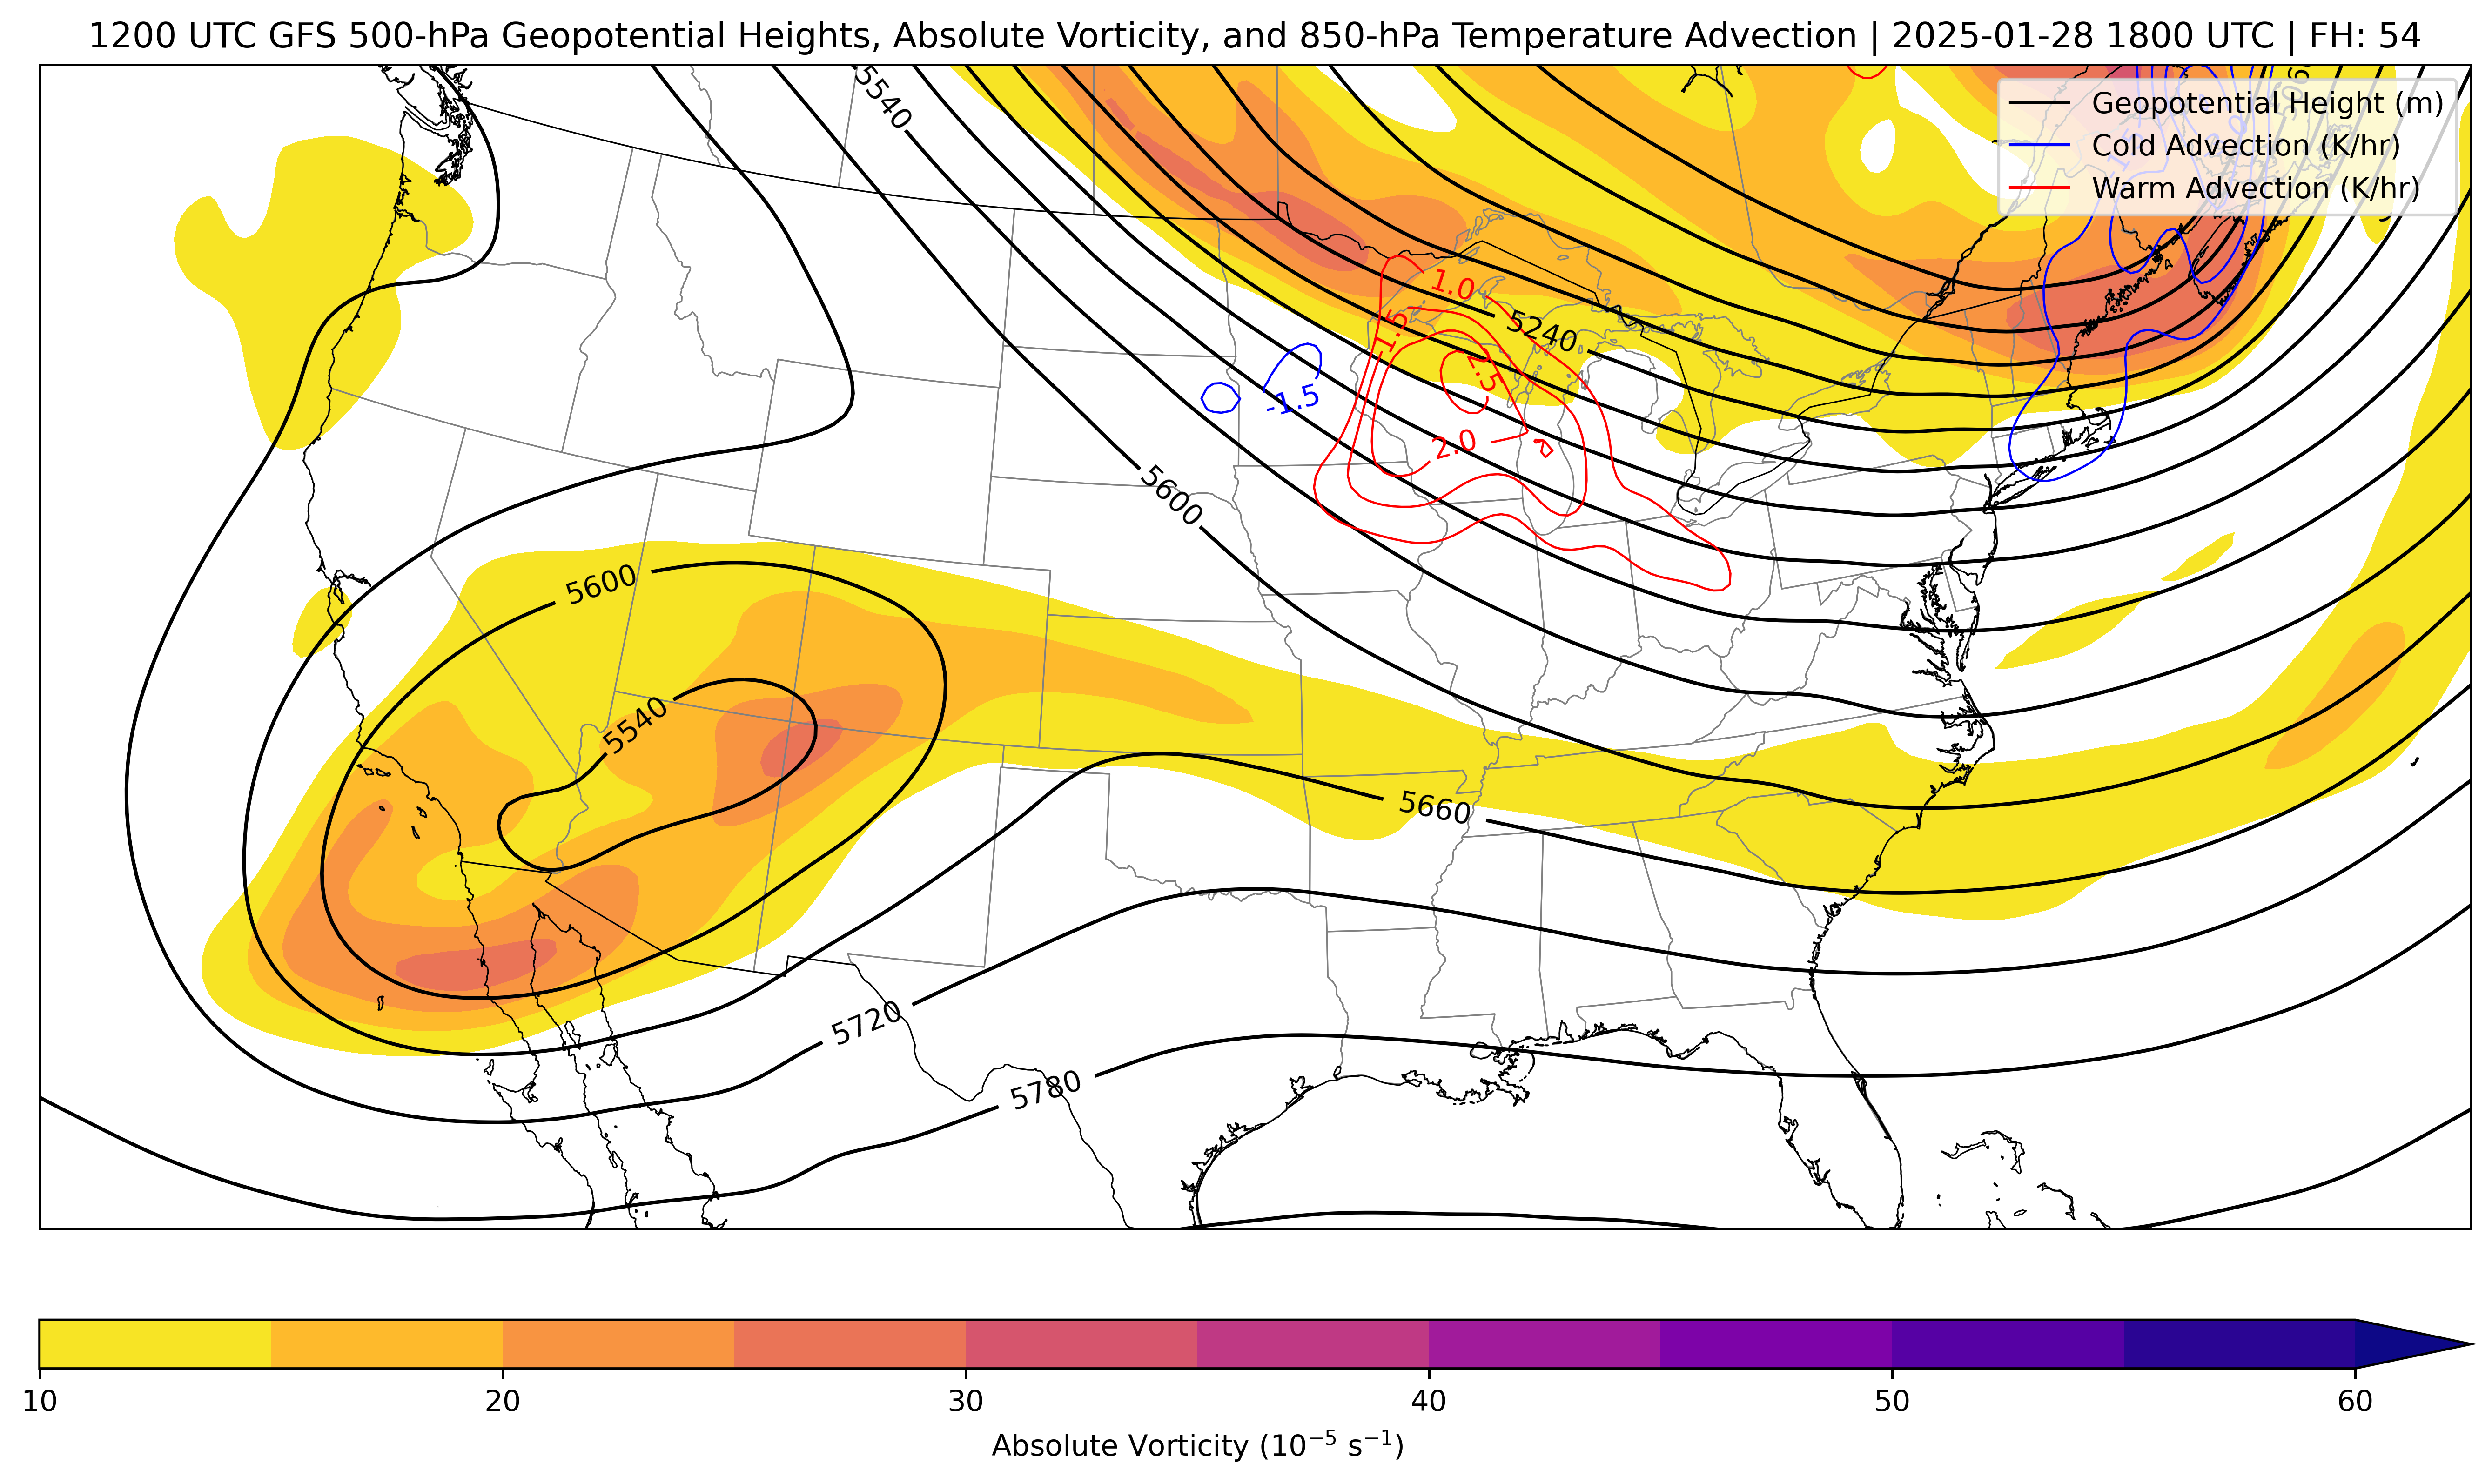 1200 UTC GFS 500-hPa Geopotential Heights, Absolute Vorticity, and 850-hPa Temperature Advection | 2025-01-28 1800 UTC | FH: 54
Geopotential Height (m)
Cold Advection (K/hr)
Warm Advection (K/hr)
5540
1.0
1.5
5240
2.5
-1.5
2.0
5600
5600
5540
5660
5720
5780
10 20 30 40 50 60
Absolute Vorticity (10⁻⁵ s⁻¹)